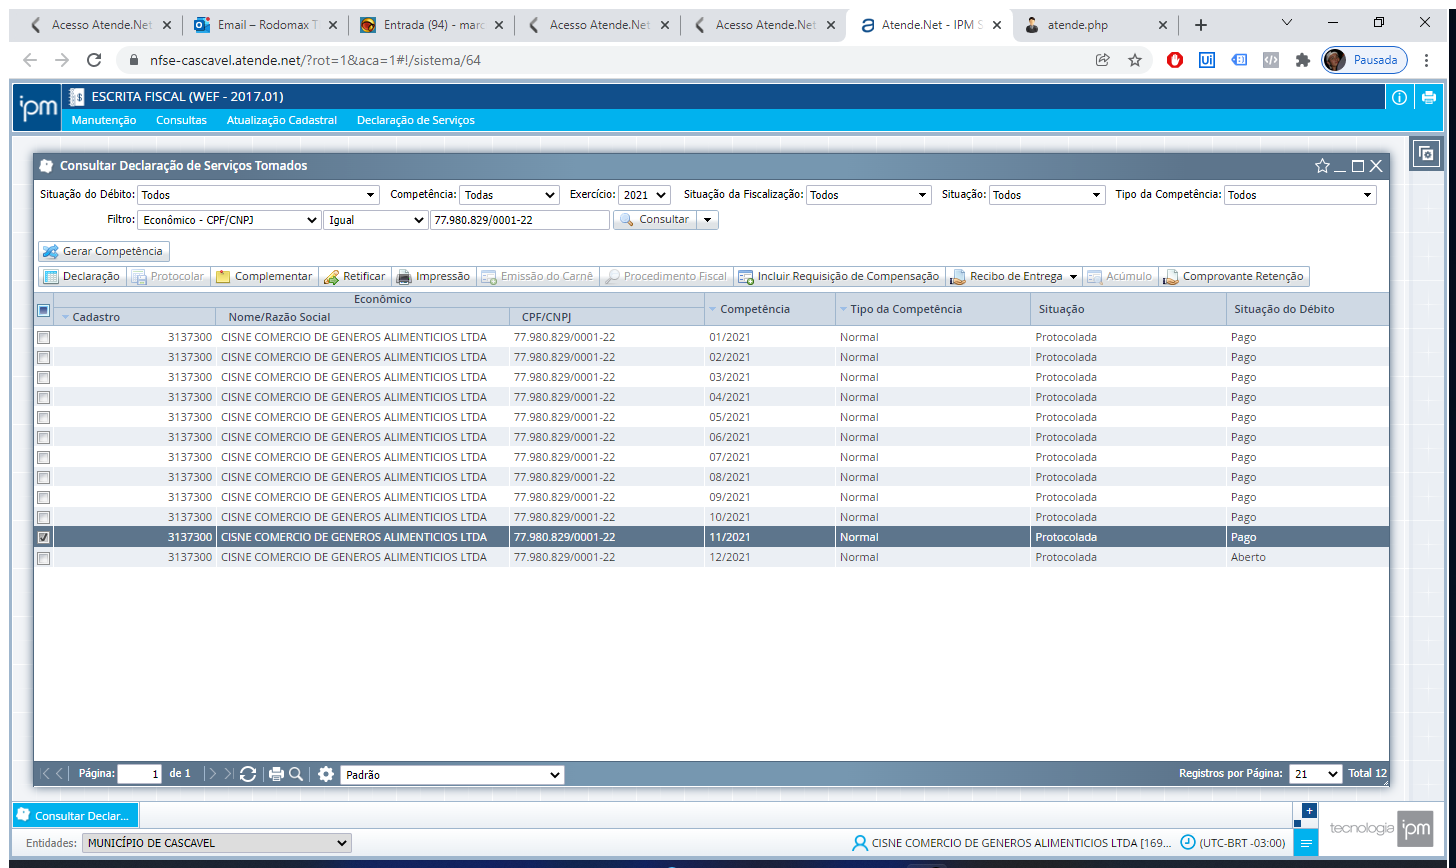 Acesso Atende.Net Email – Rodomax T Entrada (94) - marc Acesso Atende.Net Acesso Atende.Net Atende.Net - IPM S atende.php
nfse-cascavel.atende.net/?rot=1&aca=1#!/sistema/64 Pausada
ipm ESCRITA FISCAL (WEF - 2017.01)
Manutenção Consultas Atualização Cadastral Declaração de Serviços
Consultar Declaração de Serviços Tomados
Situação do Débito: Todos Competência: Todas Exercício: 2021 Situação da Fiscalização: Todos Situação: Todos Tipo da Competência: Todos
Filtro: Econômico - CPF/CNPJ Igual 77.980.829/0001-22 Consultar
Gerar Competência
Declaração Protocolar Complementar Retificar Impressão Emissão do Carnê Procedimento Fiscal Incluir Requisição de Compensação Recibo de Entrega Acúmulo Comprovante Retenção
Econômico
Cadastro Nome/Razão Social CPF/CNPJ Competência Tipo da Competência Situação Situação do Débito
3137300 CISNE COMERCIO DE GENEROS ALIMENTICIOS LTDA 77.980.829/0001-22 01/2021 Normal Protocolada Pago
3137300 CISNE COMERCIO DE GENEROS ALIMENTICIOS LTDA 77.980.829/0001-22 02/2021 Normal Protocolada Pago
3137300 CISNE COMERCIO DE GENEROS ALIMENTICIOS LTDA 77.980.829/0001-22 03/2021 Normal Protocolada Pago
3137300 CISNE COMERCIO DE GENEROS ALIMENTICIOS LTDA 77.980.829/0001-22 04/2021 Normal Protocolada Pago
3137300 CISNE COMERCIO DE GENEROS ALIMENTICIOS LTDA 77.980.829/0001-22 05/2021 Normal Protocolada Pago
3137300 CISNE COMERCIO DE GENEROS ALIMENTICIOS LTDA 77.980.829/0001-22 06/2021 Normal Protocolada Pago
3137300 CISNE COMERCIO DE GENEROS ALIMENTICIOS LTDA 77.980.829/0001-22 07/2021 Normal Protocolada Pago
3137300 CISNE COMERCIO DE GENEROS ALIMENTICIOS LTDA 77.980.829/0001-22 08/2021 Normal Protocolada Pago
3137300 CISNE COMERCIO DE GENEROS ALIMENTICIOS LTDA 77.980.829/0001-22 09/2021 Normal Protocolada Pago
3137300 CISNE COMERCIO DE GENEROS ALIMENTICIOS LTDA 77.980.829/0001-22 10/2021 Normal Protocolada Pago
3137300 CISNE COMERCIO DE GENEROS ALIMENTICIOS LTDA 77.980.829/0001-22 11/2021 Normal Protocolada Pago
3137300 CISNE COMERCIO DE GENEROS ALIMENTICIOS LTDA 77.980.829/0001-22 12/2021 Normal Protocolada Aberto
Página: 1 de 1 Padrão Registros por Página: 21 Total 12
Consultar Declar...
Entidades: MUNICÍPIO DE CASCAVEL CISNE COMERCIO DE GENEROS ALIMENTICIOS LTDA [169... (UTC-BRT -03:00) tecnologia ipm